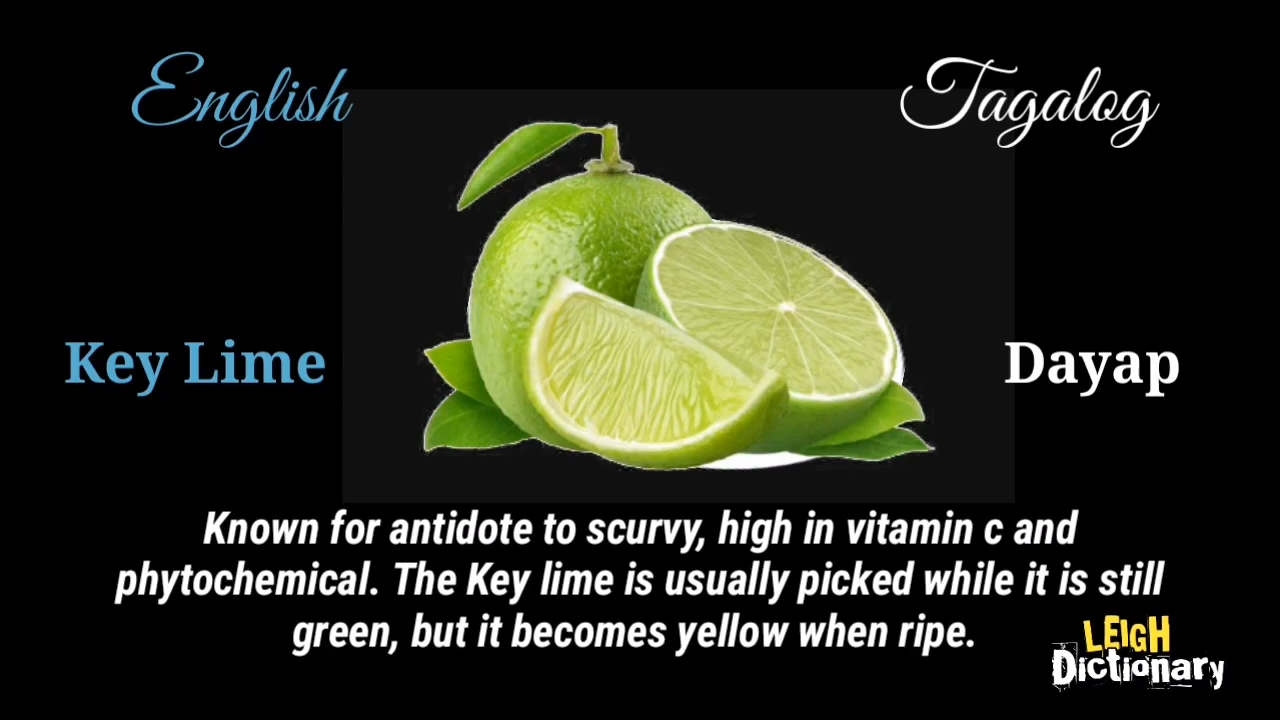 English
Tagalog
Key Lime
Dayap
Known for antidote to scurvy, high in vitamin c and
phytochemical. The Key lime is usually picked while it is still
green, but it becomes yellow when ripe.
LEIGH
Dictionary